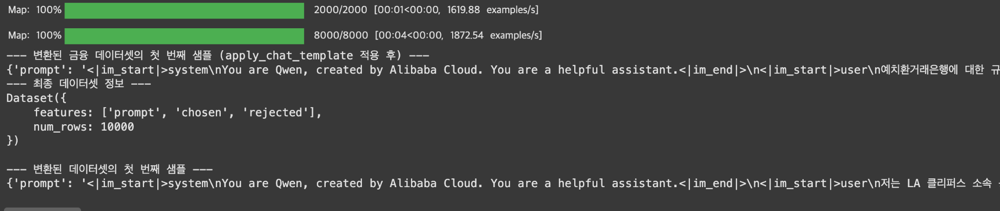 Map: 100% 2000/2000 [00:01<00:00, 1619.88 examples/s]
Map: 100% 8000/8000 [00:04<00:00, 1872.54 examples/s]
--- 변환된 금융 데이터셋의 첫 번째 샘플 (apply_chat_template 적용 후) ---
{'prompt': '<|im_start|>system\nYou are Qwen, created by Alibaba Cloud. You are a helpful assistant.<|im_end|>\n<|im_start|>user\n예치환거래은행에 대한 규
--- 최종 데이터셋 정보 ---
Dataset({
    features: ['prompt', 'chosen', 'rejected'],
    num_rows: 10000
})
--- 변환된 데이터셋의 첫 번째 샘플 ---
{'prompt': '<|im_start|>system\nYou are Qwen, created by Alibaba Cloud. You are a helpful assistant.<|im_end|>\n<|im_start|>user\n저는 LA 클리퍼스 소속